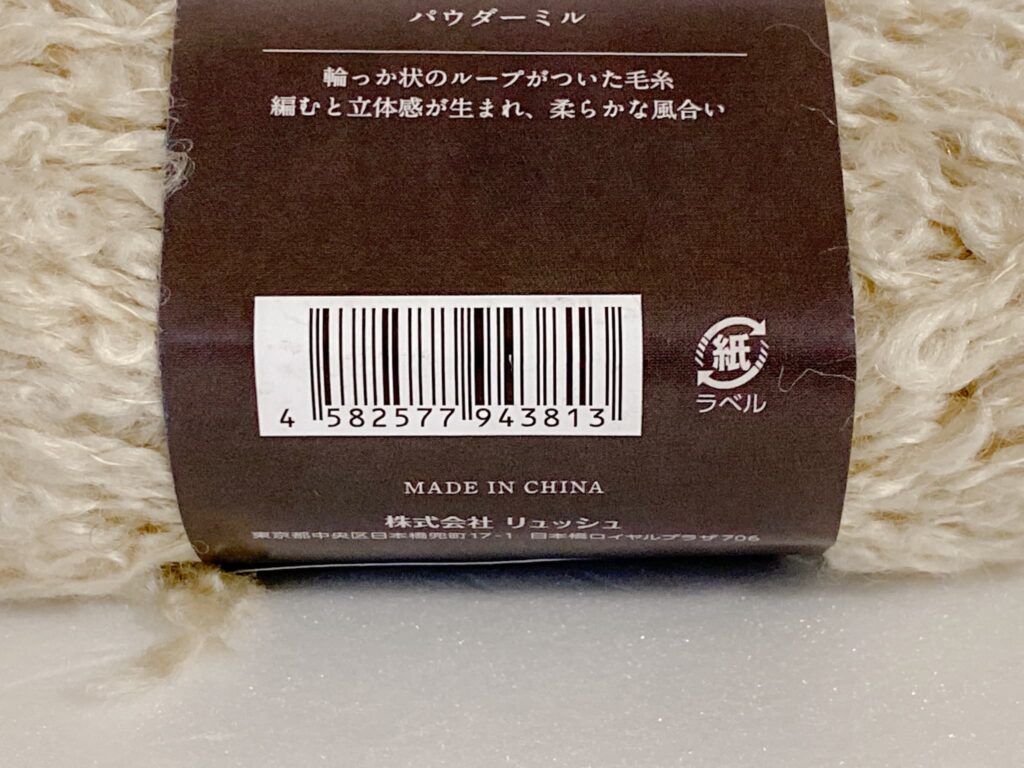 パウダーミル
輪っか状のループがついた毛糸
編むと立体感が生まれ、柔らかな風合い
4 582577 943813
紙
ラベル
MADE IN CHINA
株式会社 リュッシュ
東京都中央区日本橋兜町17-1 日本橋ロイヤルプラザ706